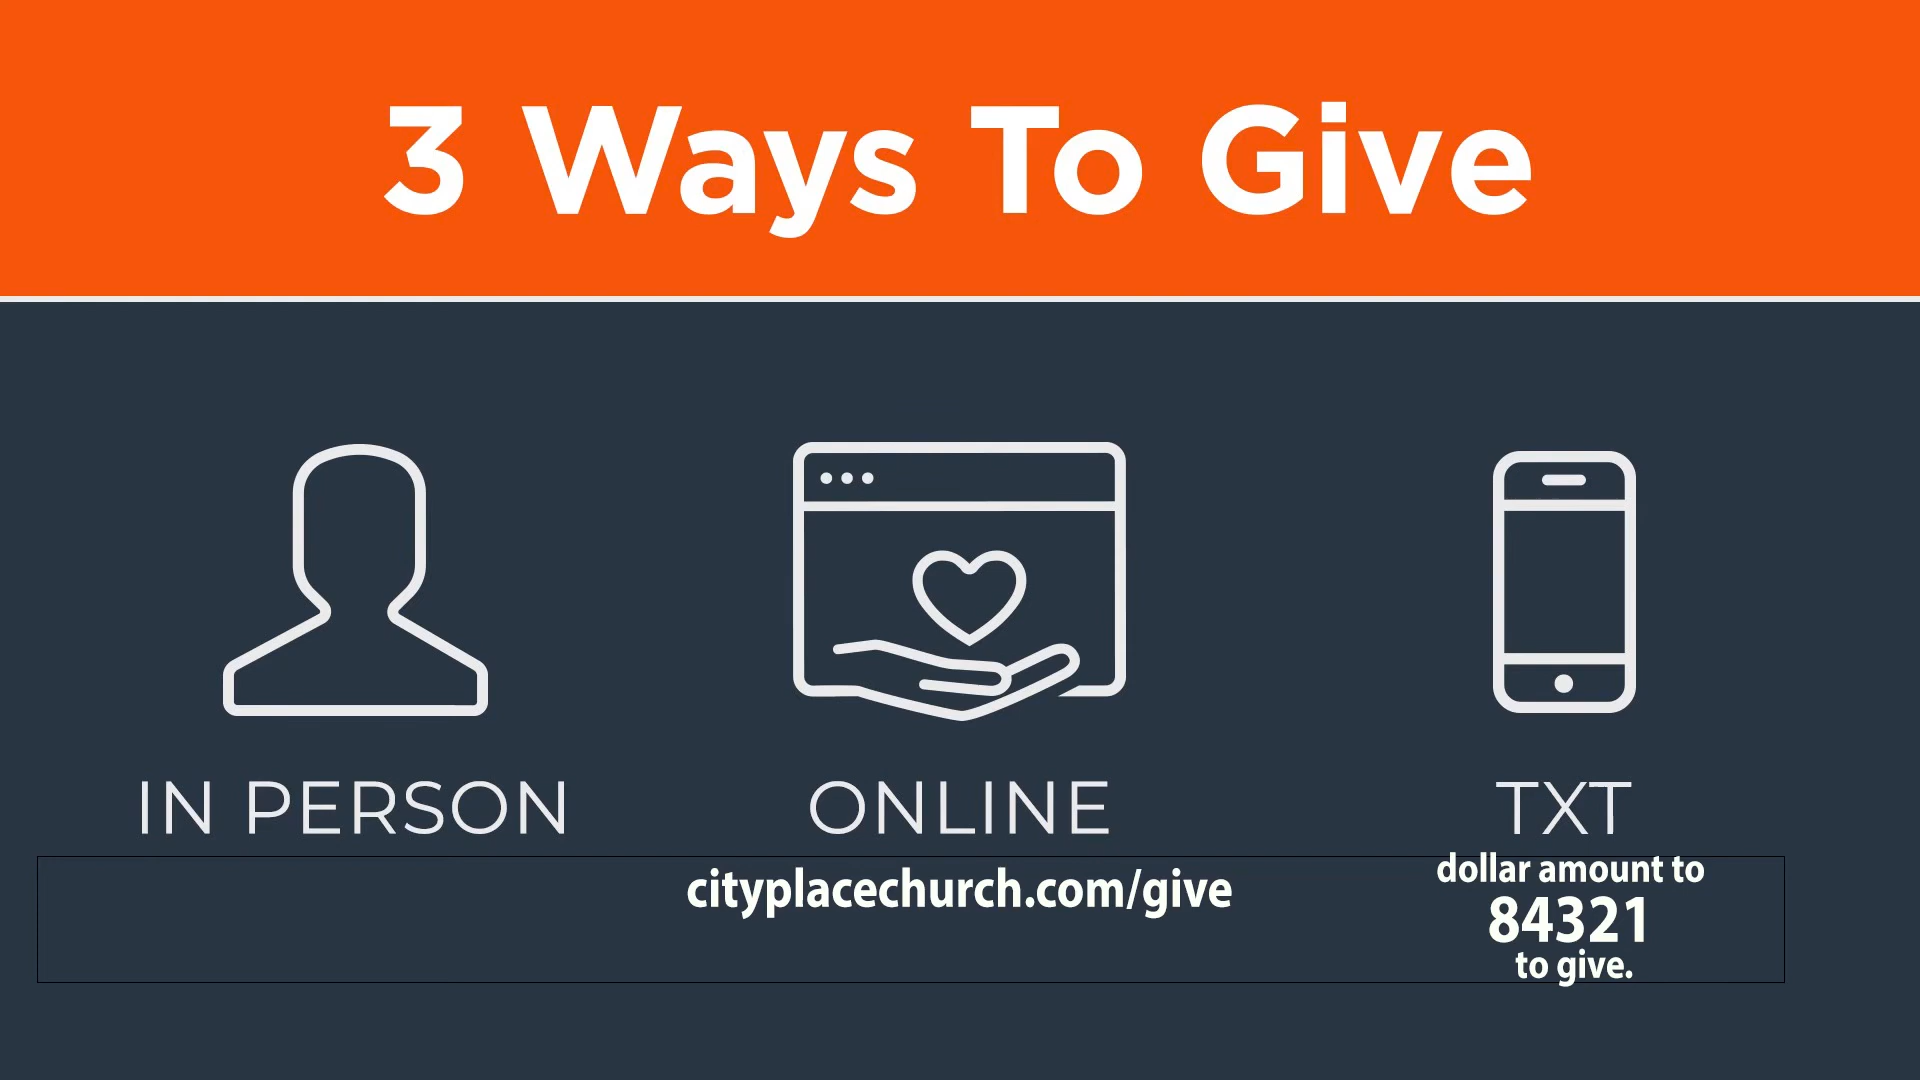 3 Ways To Give
IN PERSON
ONLINE
cityplacechurch.com/give
TXT
dollar amount to
84321
to give.